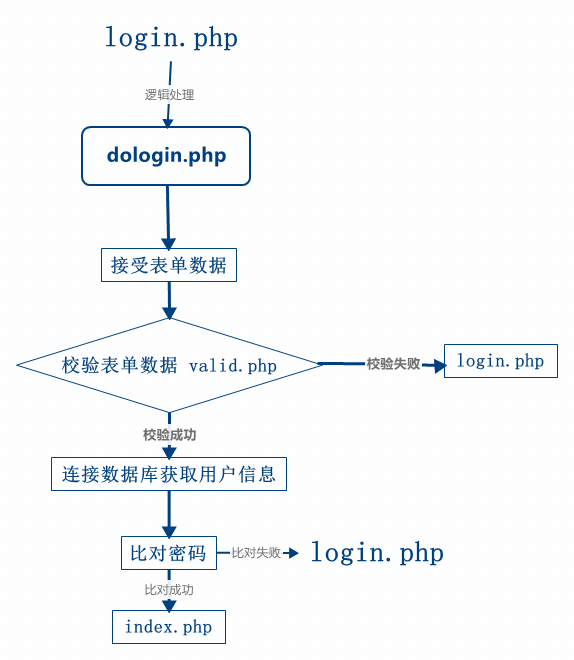 login.php
逻辑处理
dologin.php
接受表单数据
校验表单数据 valid.php
校验失败
login.php
校验成功
连接数据库获取用户信息
比对密码
比对失败
login.php
比对成功
index.php